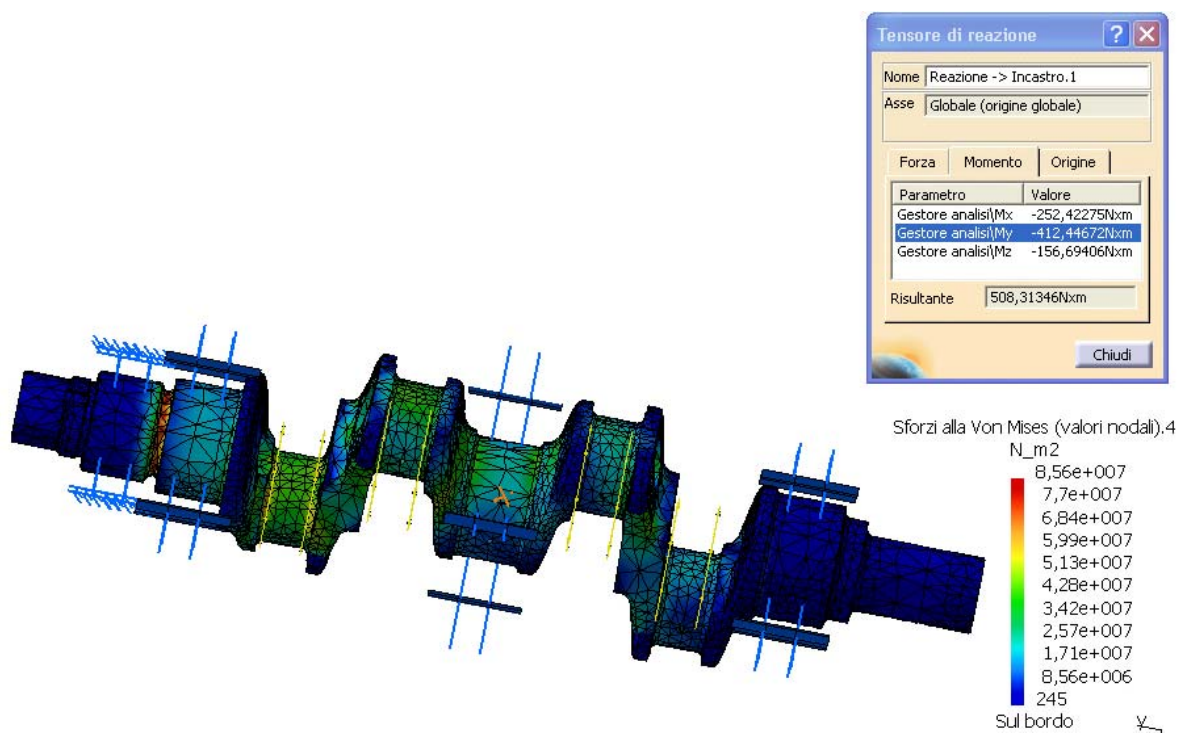 Tensore di reazione
Nome Reazione -> Incastro.1
Asse Globale (origine globale)
Forza Momento Origine
Parametro Valore
Gestore analisi\Mx -252,42275Nxm
Gestore analisi\My -412,44672Nxm
Gestore analisi\Mz -156,69406Nxm
Risultante 508,31346Nxm
Chiudi
Sforzi alla Von Mises (valori nodali).4
N_m2
8,56e+007
7,7e+007
6,84e+007
5,99e+007
5,13e+007
4,28e+007
3,42e+007
2,57e+007
1,71e+007
8,56e+006
245
Sul bordo